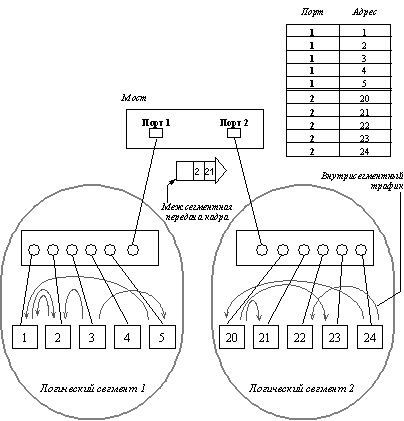 Порт Адрес
1 1
1 2
1 3
1 4
1 5
2 20
2 21
2 22
2 23
2 24
Мост
Порт 1 Порт 2
2 21
Внутрисегментный
трафик
Межсегментная
передача кадра
1 2 3 4 5
20 21 22 23 24
Логический сегмент 1
Логический сегмент 2